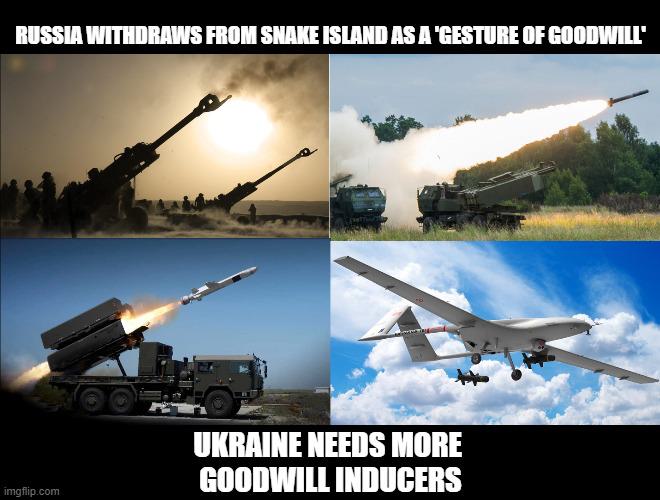 RUSSIA WITHDRAWS FROM SNAKE ISLAND AS A 'GESTURE OF GOODWILL'
UKRAINE NEEDS MORE
GOODWILL INDUCERS
imgflip.com